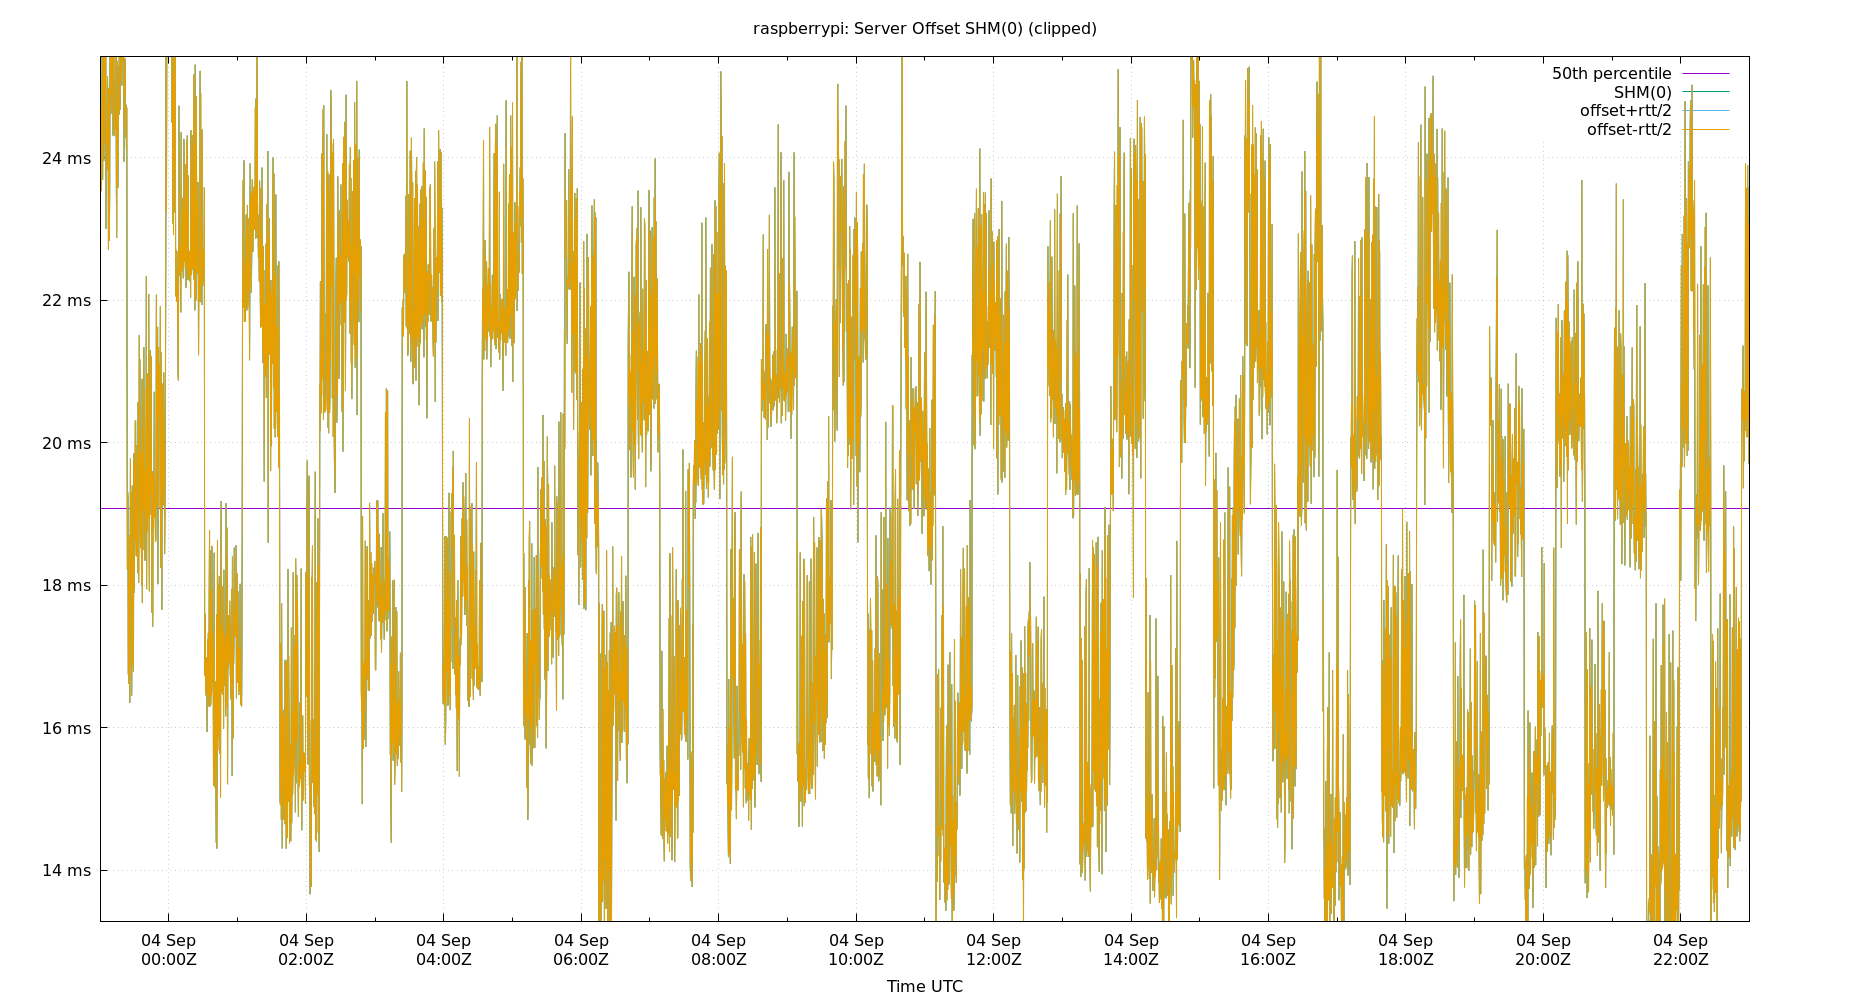 raspberrypi: Server Offset SHM(0) (clipped)
50th percentile
SHM(0)
offset+rtt/2
offset-rtt/2
24 ms
22 ms
20 ms
18 ms
16 ms
14 ms
04 Sep 04 Sep 04 Sep 04 Sep 04 Sep 04 Sep 04 Sep 04 Sep 04 Sep 04 Sep 04 Sep 04 Sep
00:00Z 02:00Z 04:00Z 06:00Z 08:00Z 10:00Z 12:00Z 14:00Z 16:00Z 18:00Z 20:00Z 22:00Z
Time UTC